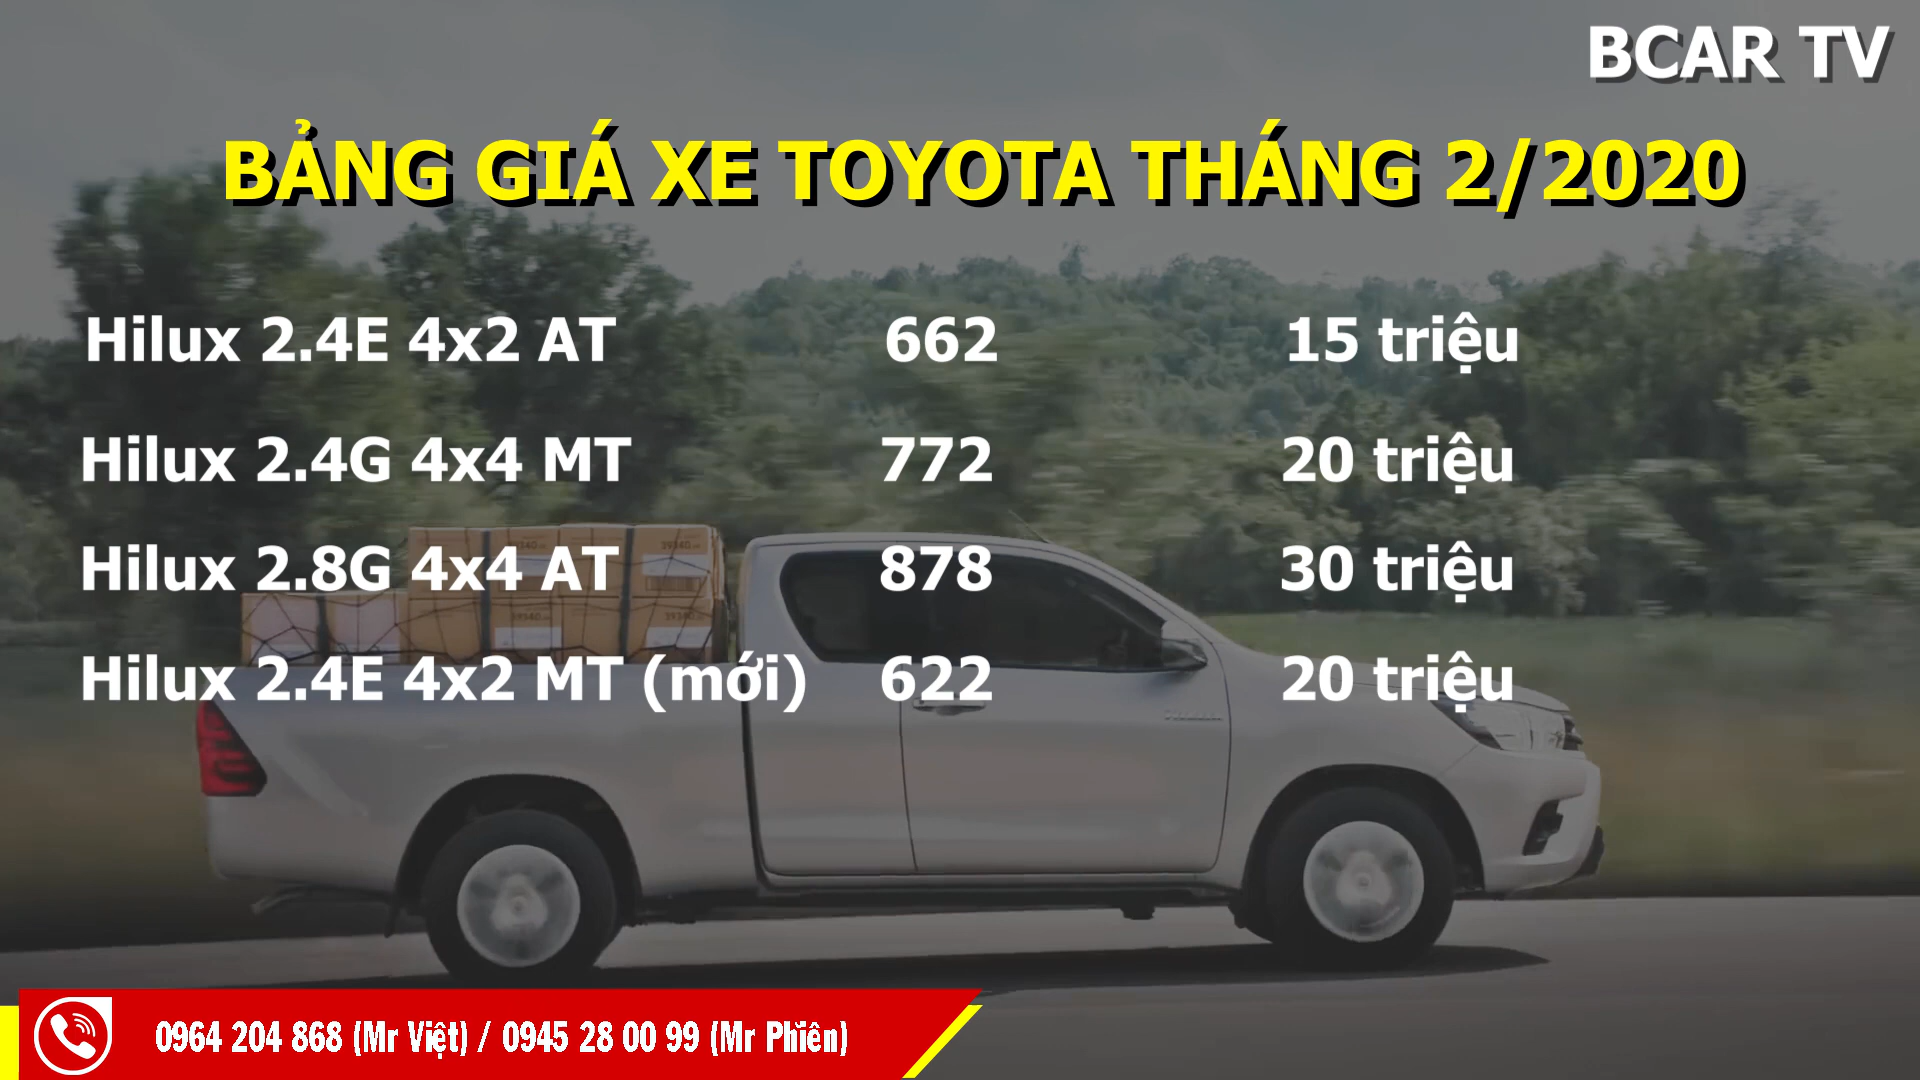 BCAR TV
BẢNG GIÁ XE TOYOTA THÁNG 2/2020
Hilux 2.4E 4x2 AT 662 15 triệu
Hilux 2.4G 4x4 MT 772 20 triệu
Hilux 2.8G 4x4 AT 878 30 triệu
Hilux 2.4E 4x2 MT (mới) 622 20 triệu
0964 204 868 (Mr Việt) / 0945 28 00 99 (Mr Phiên)